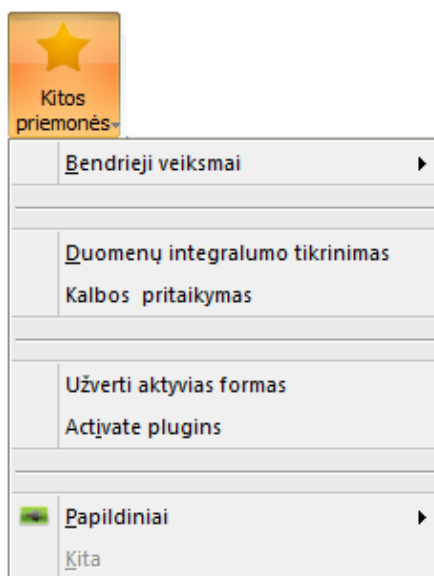 Kitos
priemonės
Bendrieji veiksmai
Duomenų integralumo tikrinimas
Kalbos  pritaikymas
Užverti aktyvias formas
Activate plugins
Papildiniai
Kita